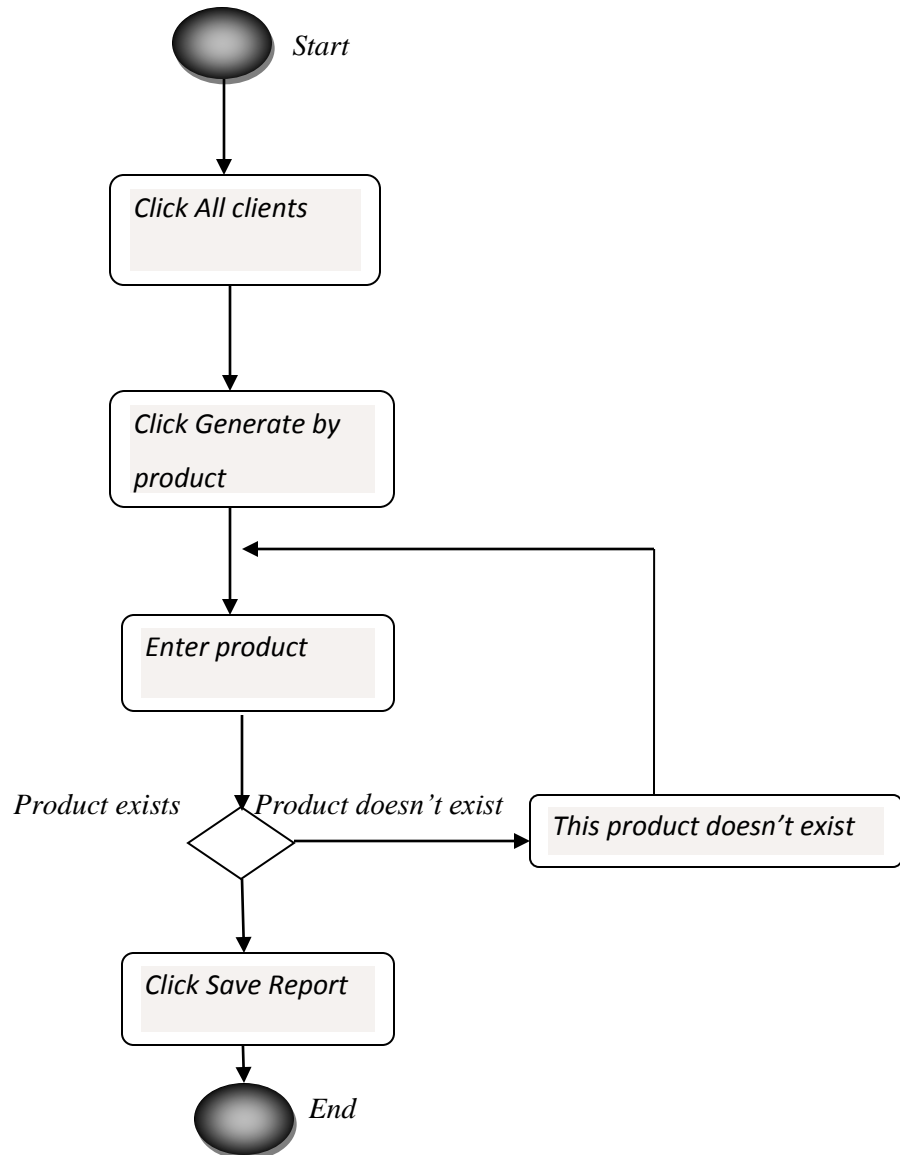 Start
Click All clients
Click Generate by
product
Enter product
Product exists
Product doesn’t exist
This product doesn’t exist
Click Save Report
End